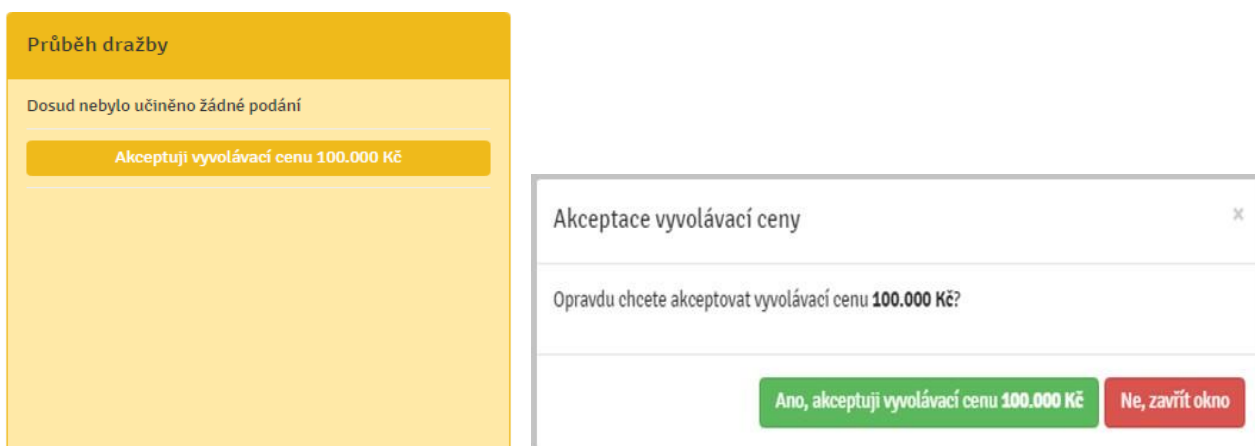 Průběh dražby
Dosud nebylo učiněno žádné podání
Akceptuji vyvolávací cenu 100.000 Kč
Akceptace vyvolávací ceny
x
Opravdu chcete akceptovat vyvolávací cenu 100.000 Kč?
Ano, akceptuji vyvolávací cenu 100.000 Kč
Ne, zavřít okno